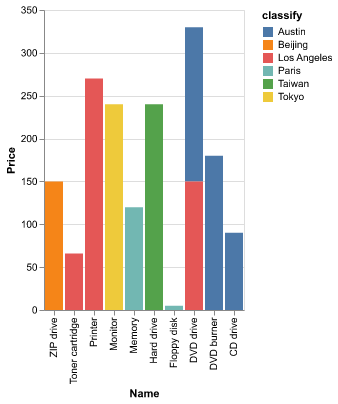 classify
Austin
Beijing
Los Angeles
Paris
Taiwan
Tokyo
Price
350
300
250
200
150
100
50
0
ZIP drive
Toner cartridge
Printer
Monitor
Memory
Hard drive
Floppy disk
DVD drive
DVD burner
CD drive
Name